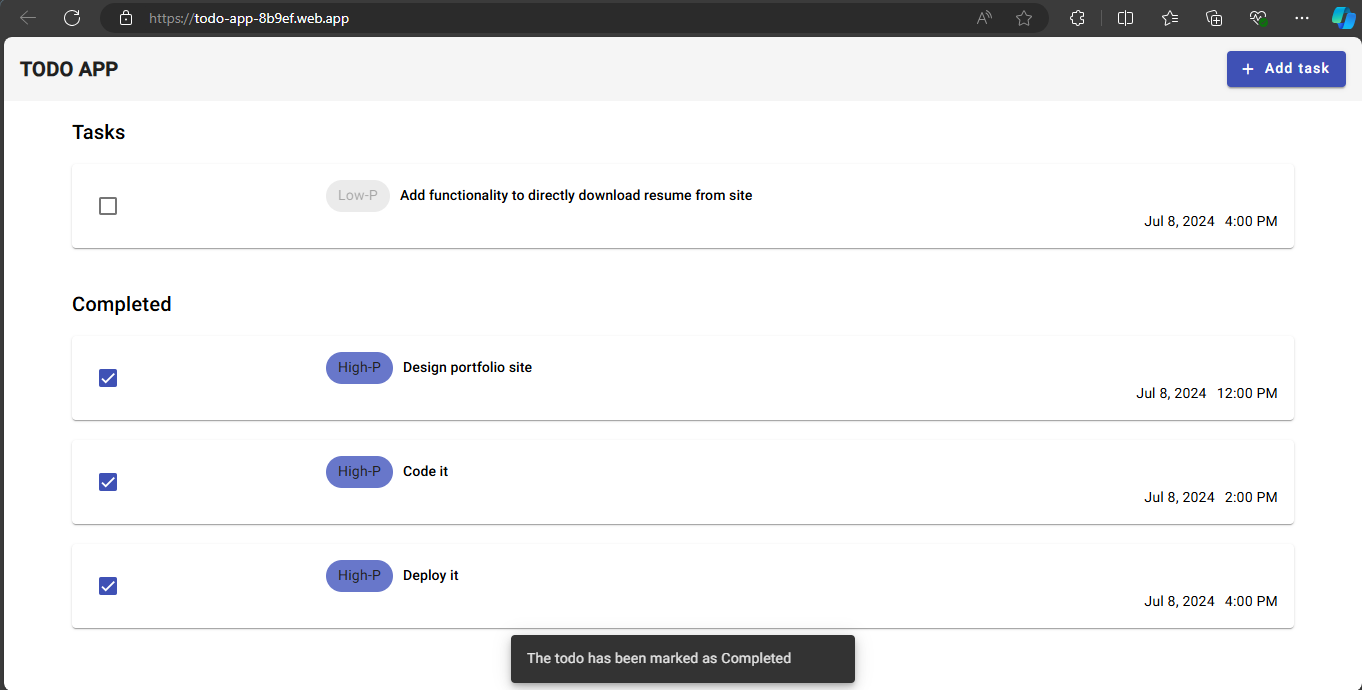 https://todo-app-8b9ef.web.app
TODO APP
+ Add task
Tasks
Low-P Add functionality to directly download resume from site
Jul 8, 2024 4:00 PM
Completed
High-P Design portfolio site
Jul 8, 2024 12:00 PM
High-P Code it
Jul 8, 2024 2:00 PM
High-P Deploy it
Jul 8, 2024 4:00 PM
The todo has been marked as Completed